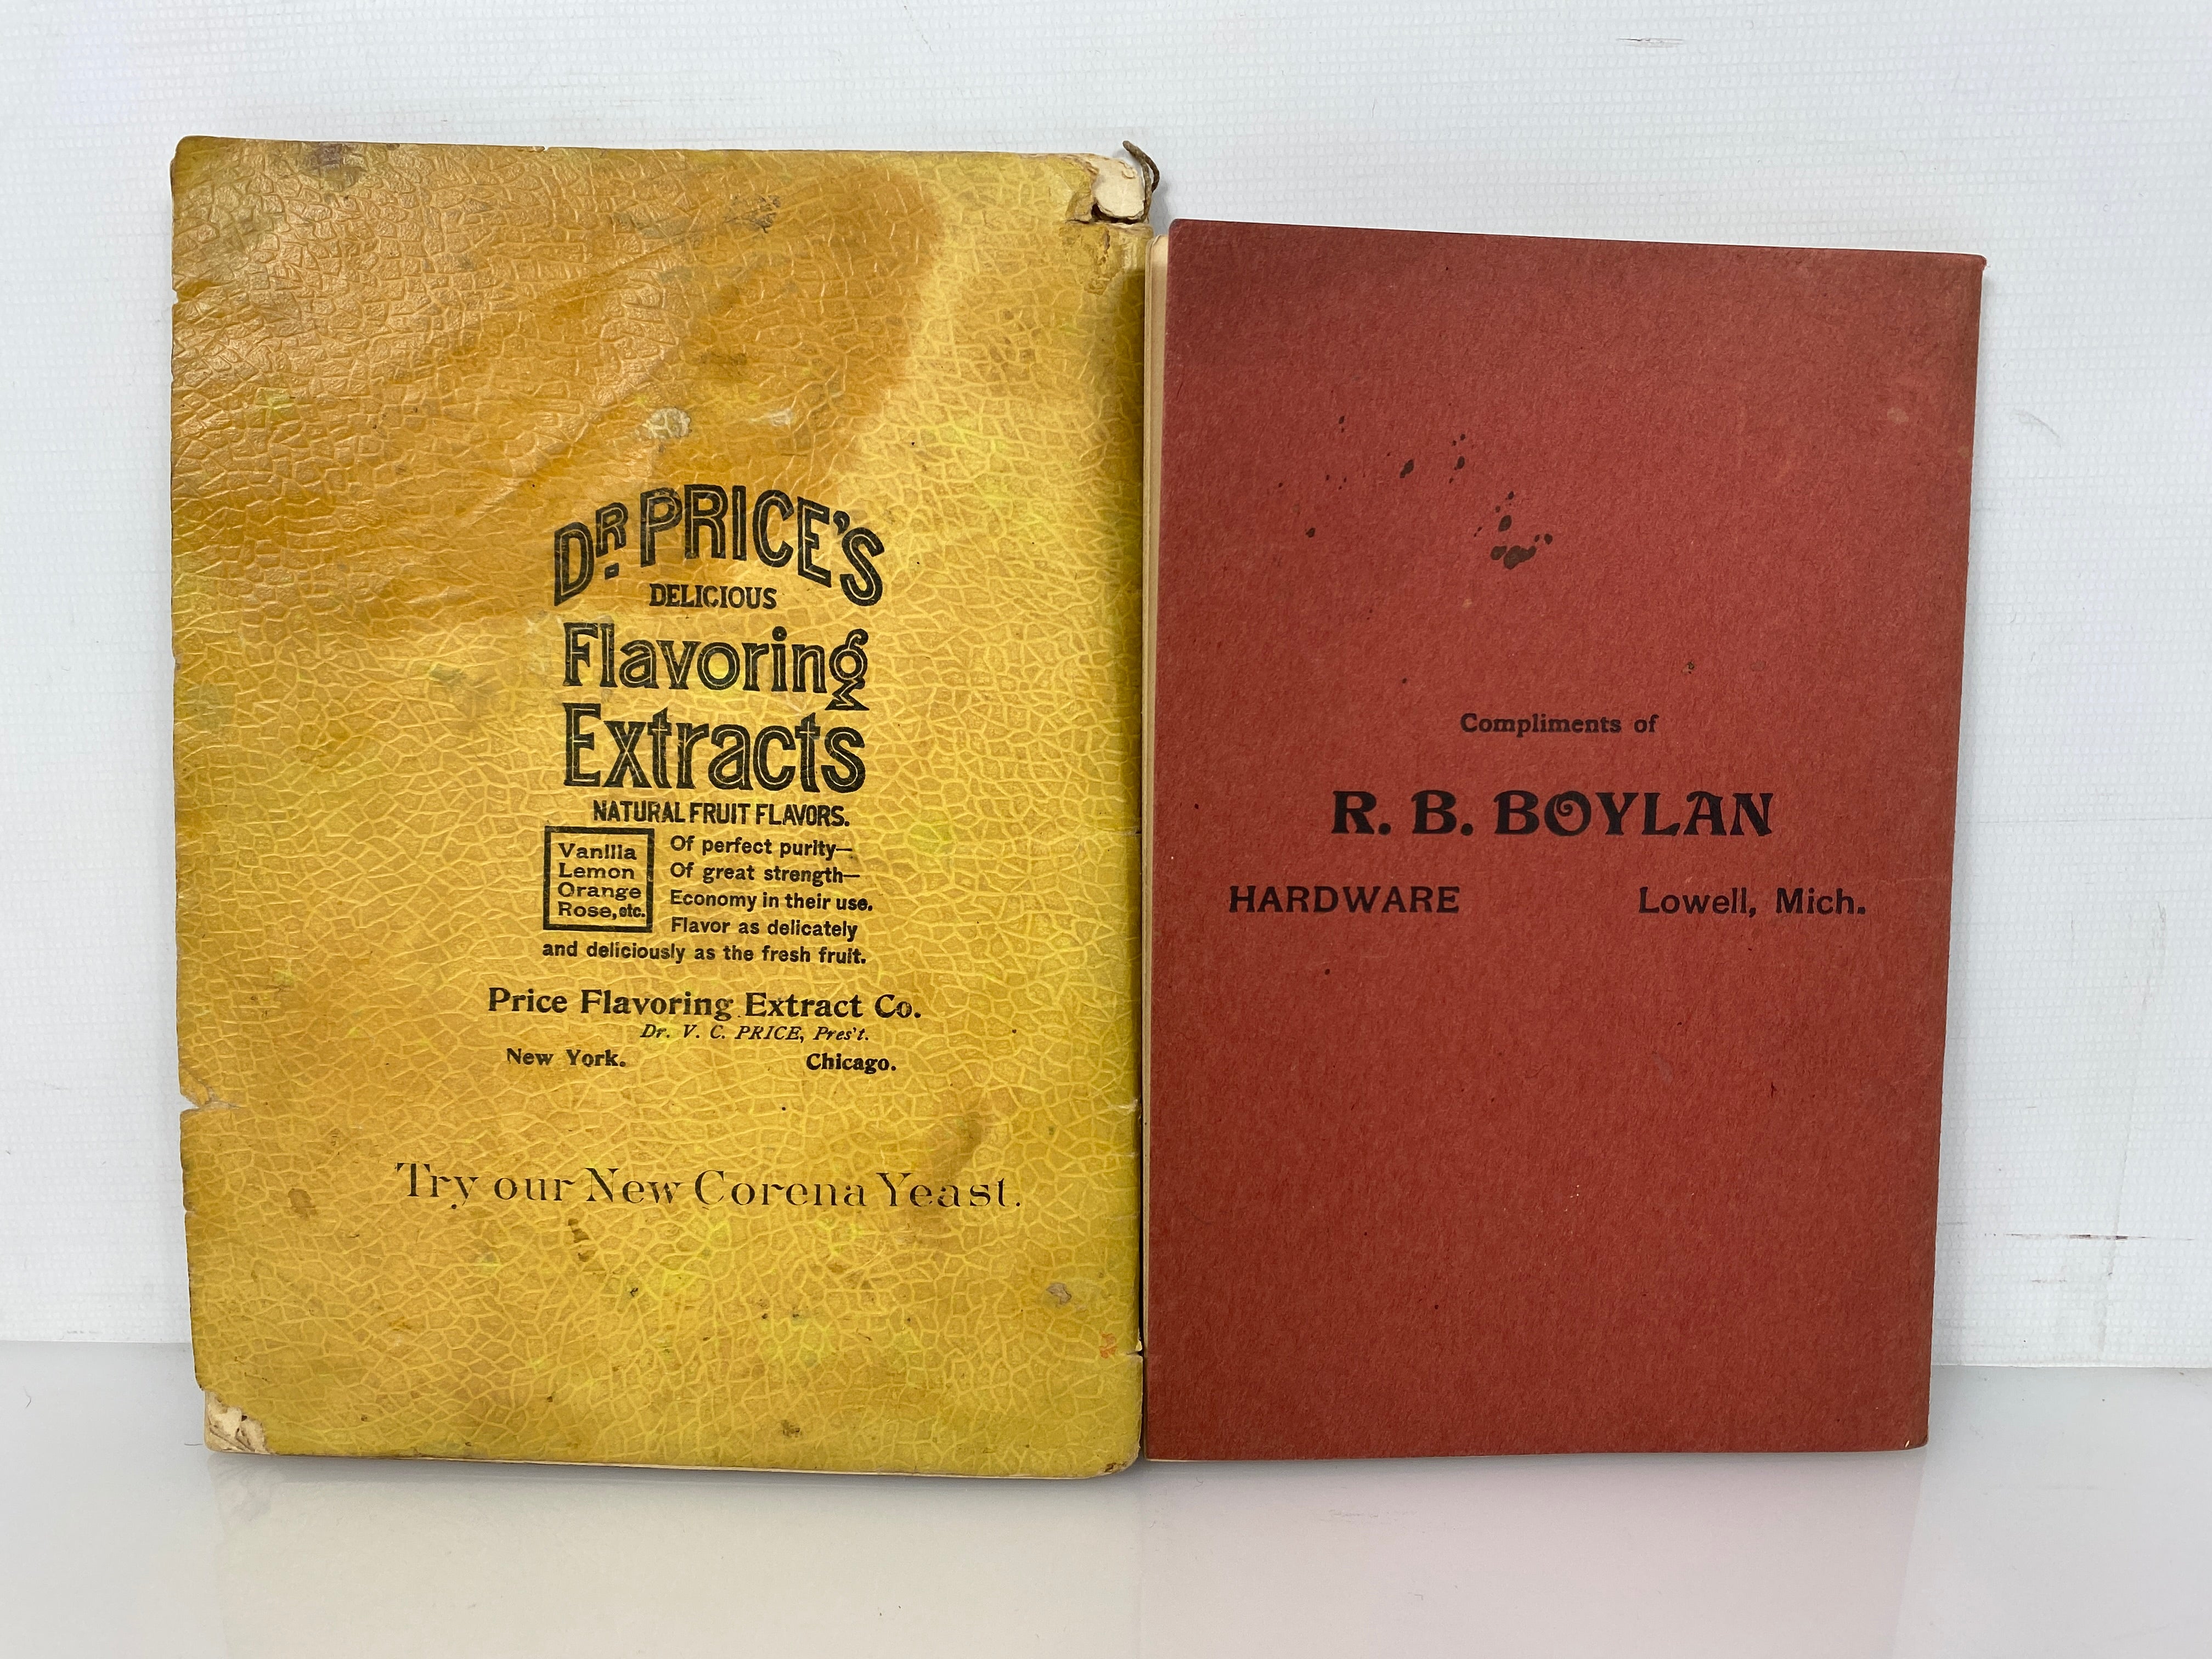 DR. PRICE'S
DELICIOUS
Flavoring
Extracts
NATURAL FRUIT FLAVORS.
Vanilla
Lemon
Orange
Rose, etc.
Of perfect purity—
Of great strength—
Economy in their use.
Flavor as delicately
and deliciously as the fresh fruit.
Price Flavoring Extract Co.
Dr. V. C. PRICE, Pres't.
New York. Chicago.
Try our New Corena Yeast.
Compliments of
R. B. BOYLAN
HARDWARE Lowell, Mich.